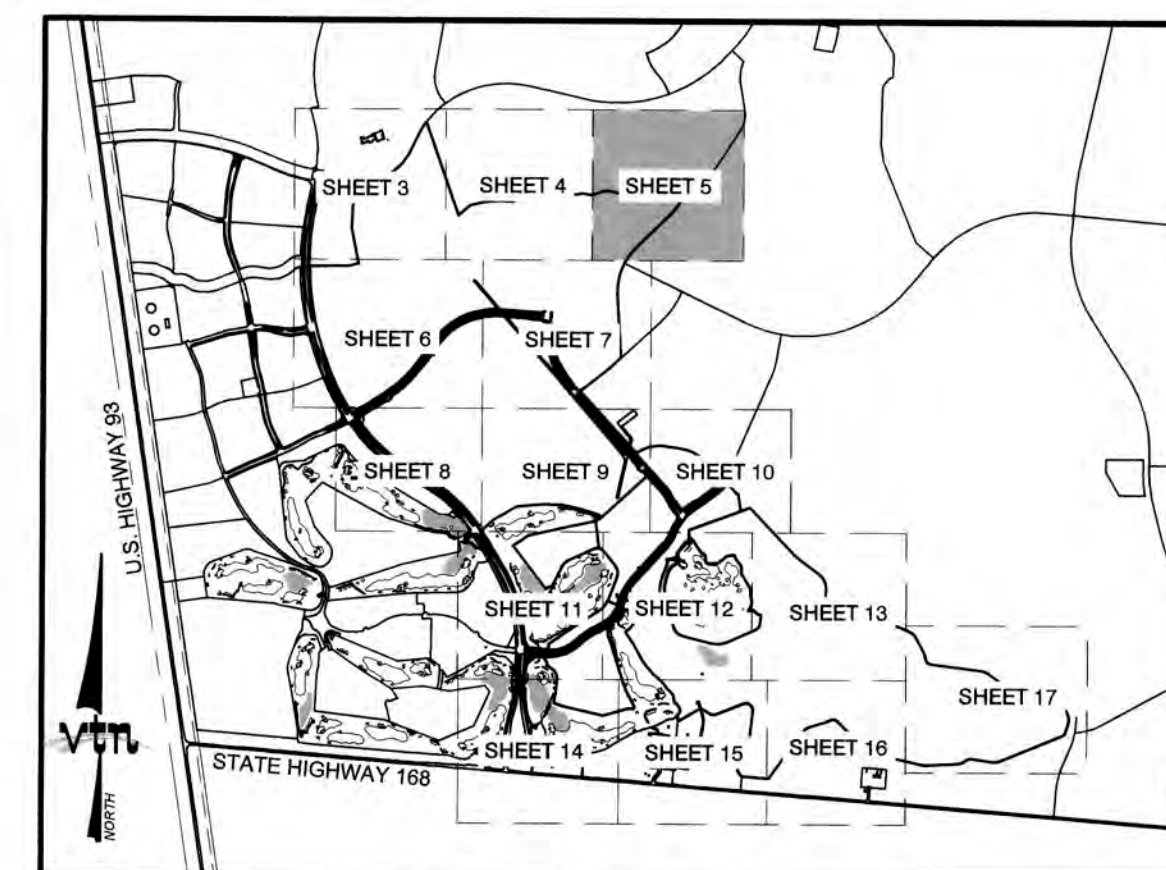 SHEET 3
SHEET 4
SHEET 5
SHEET 6
SHEET 7
U.S. HIGHWAY 93
SHEET 8
SHEET 9
SHEET 10
SHEET 11
SHEET 12
SHEET 13
SHEET 17
vtn
NORTH
STATE HIGHWAY 168
SHEET 14
SHEET 15
SHEET 16